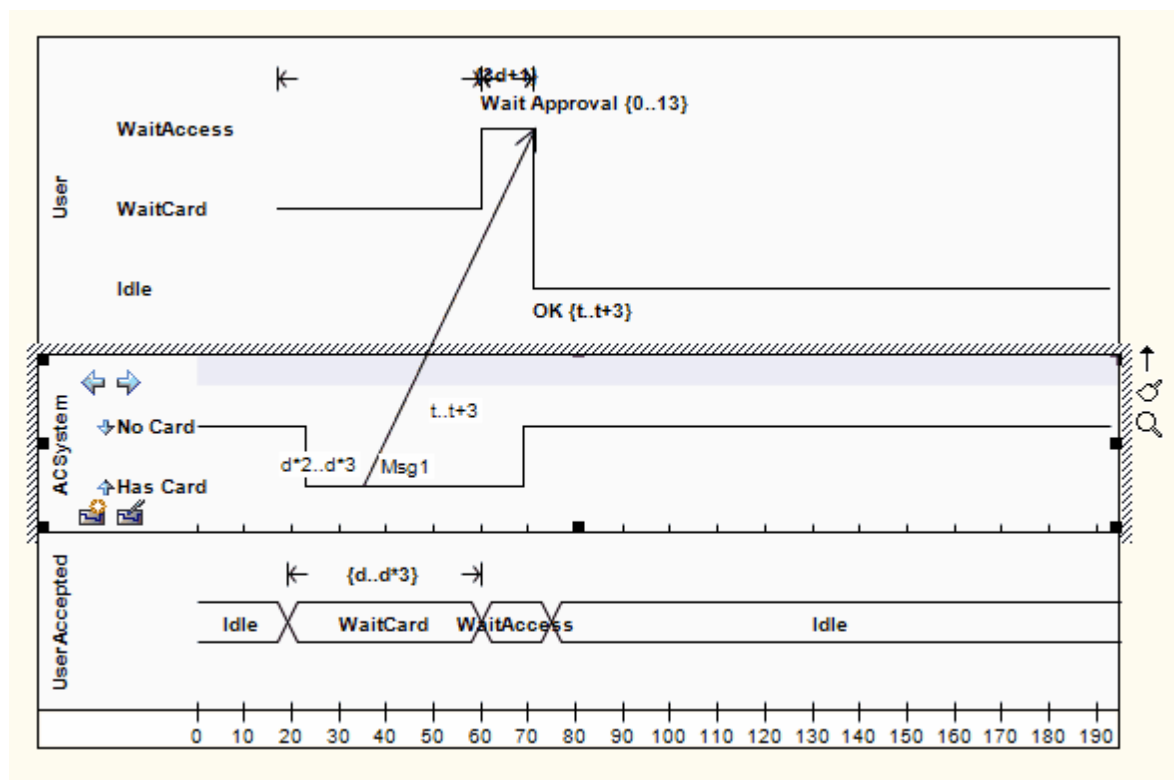 {3d+1}
Wait Approval {0..13}
WaitAccess
User
WaitCard
Idle
OK {t..t+3}
ACSystem
t..t+3
No Card
d*2..d*3
Msg1
Has Card
UserAccepted
{d..d*3}
Idle WaitCard WaitAccess Idle
0 10 20 30 40 50 60 70 80 90 100 110 120 130 140 150 160 170 180 190